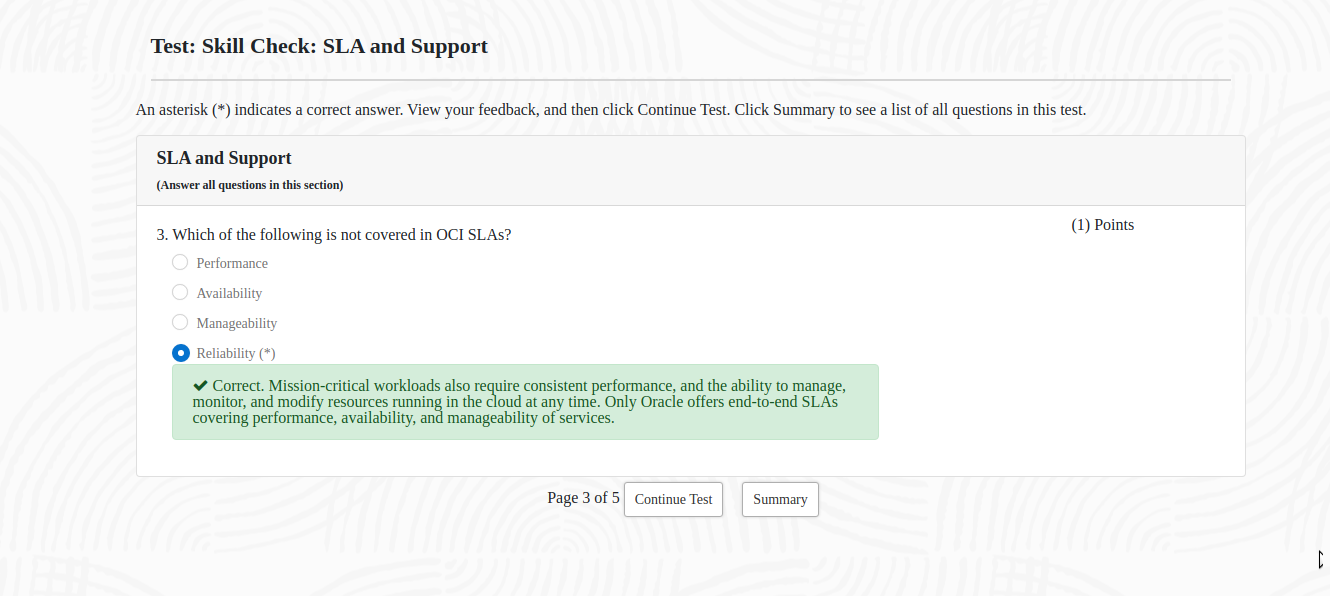 Test: Skill Check: SLA and Support
An asterisk (*) indicates a correct answer. View your feedback, and then click Continue Test. Click Summary to see a list of all questions in this test.
SLA and Support
(Answer all questions in this section)
3. Which of the following is not covered in OCI SLAs?
(1) Points
Performance
Availability
Manageability
Reliability (*)
Correct. Mission-critical workloads also require consistent performance, and the ability to manage,
monitor, and modify resources running in the cloud at any time. Only Oracle offers end-to-end SLAs
covering performance, availability, and manageability of services.
Page 3 of 5 Continue Test Summary